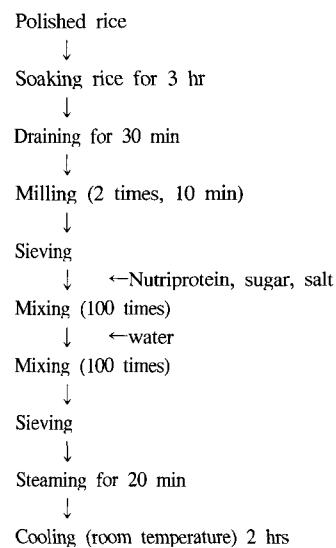 Polished rice
↓
Soaking rice for 3 hr
↓
Draining for 30 min
↓
Milling (2 times, 10 min)
↓
Sieving
↓ ←Nutriprotein, sugar, salt
Mixing (100 times)
↓ ←water
Mixing (100 times)
↓
Sieving
↓
Steaming for 20 min
↓
Cooling (room temperature) 2 hrs